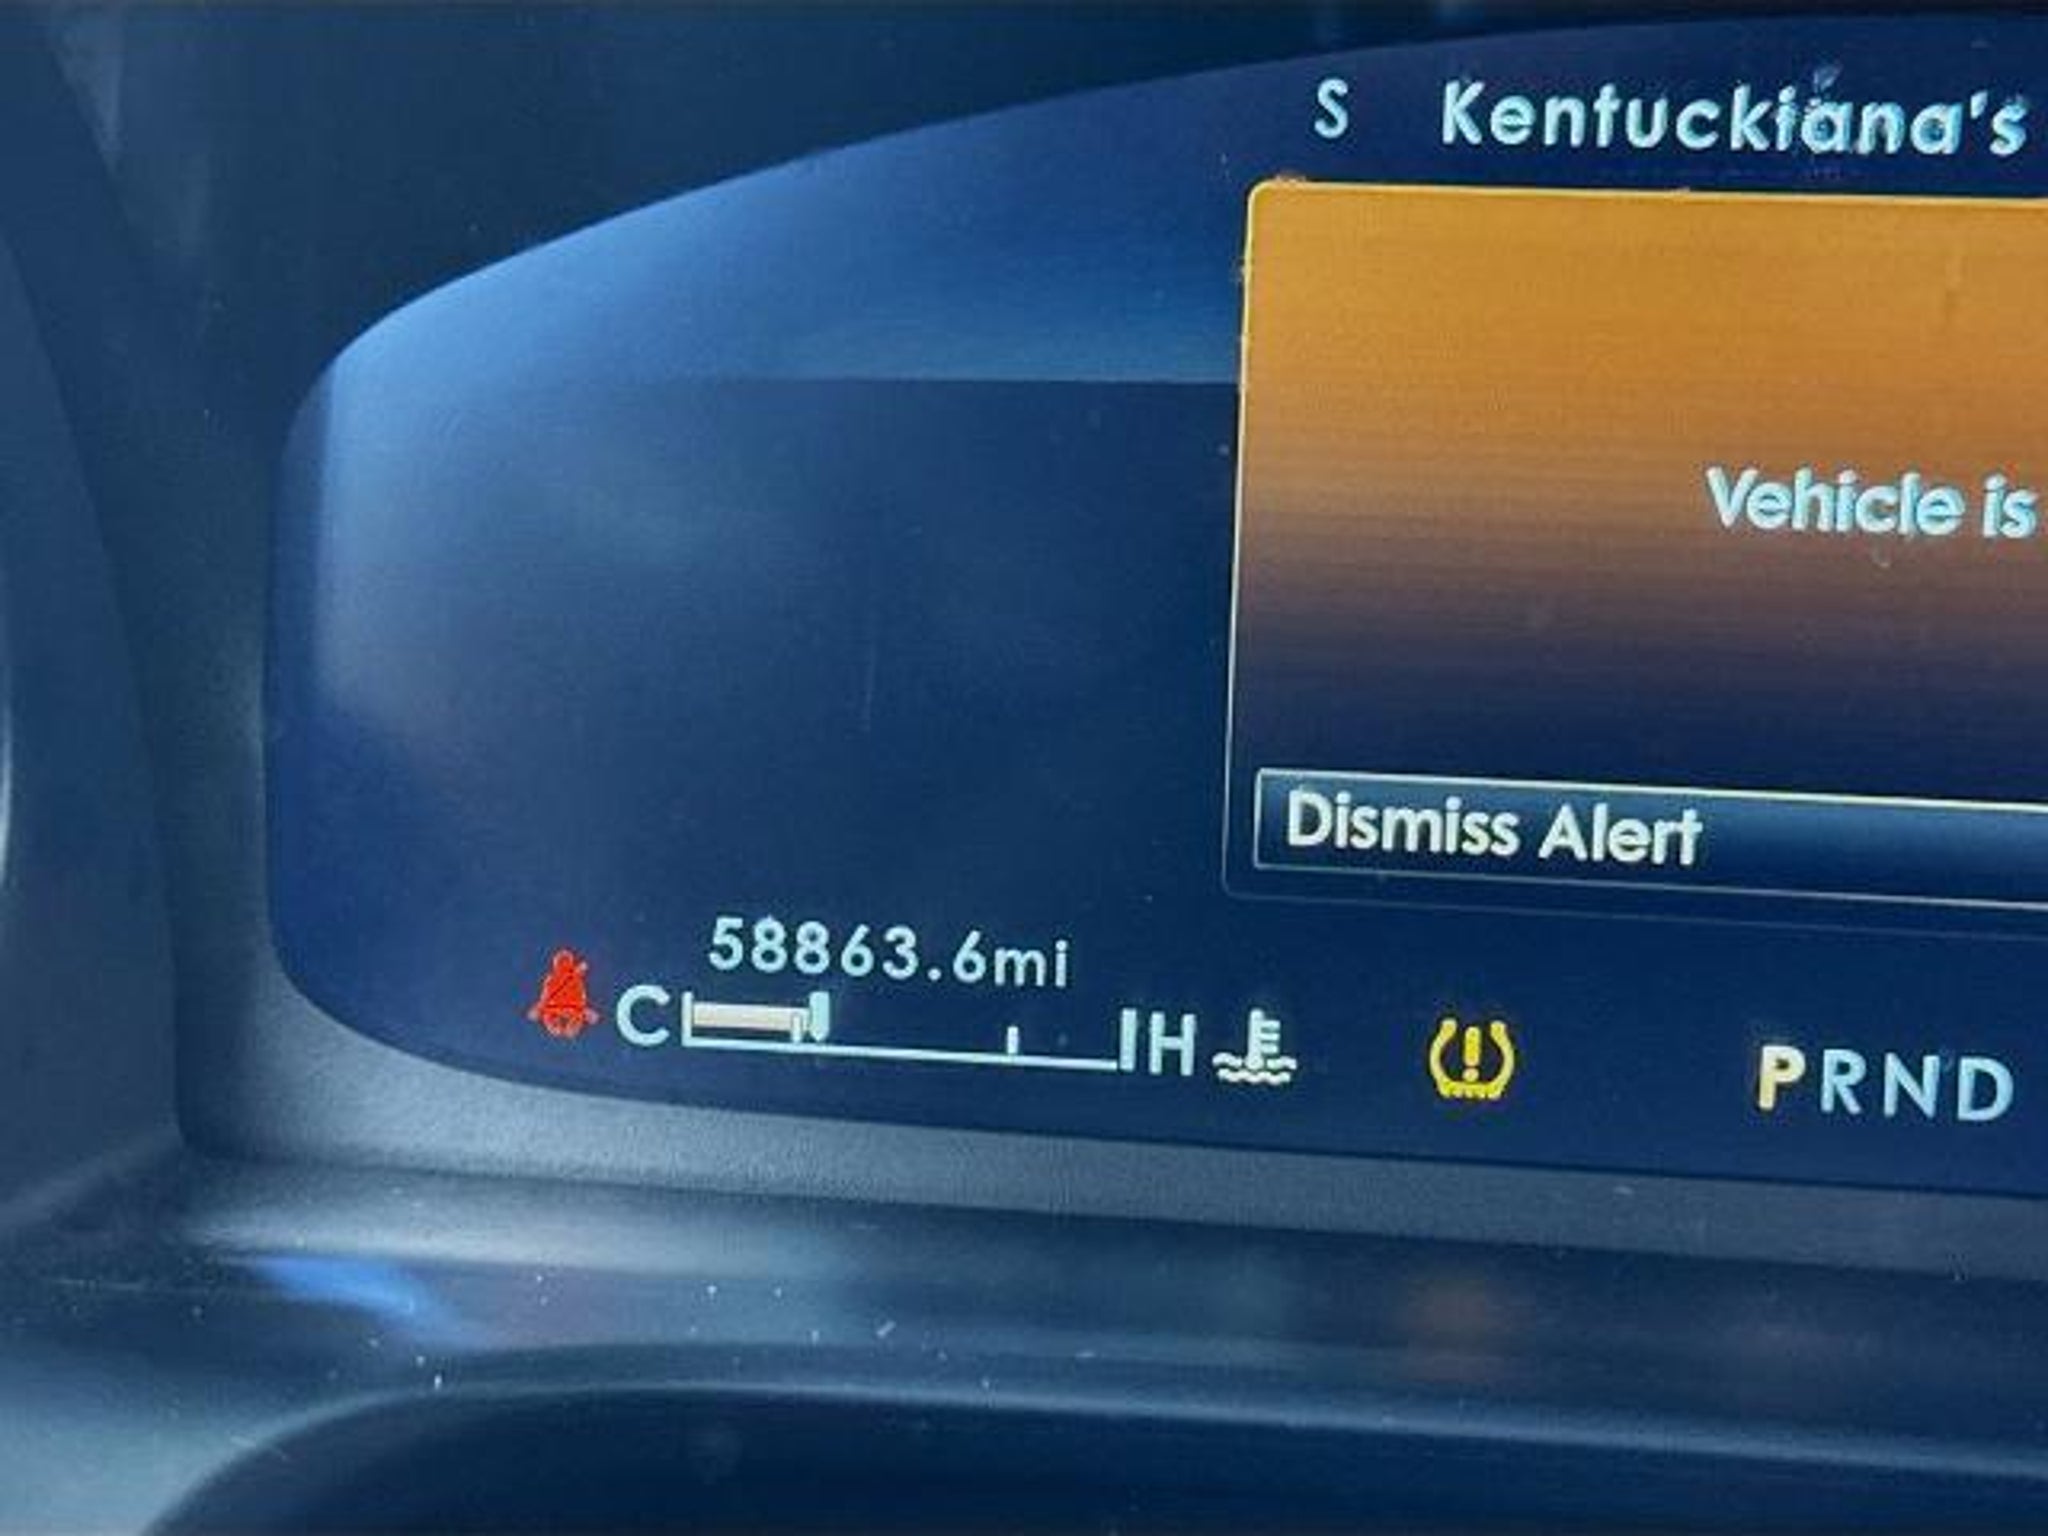 S Kentuckiana's
Vehicle is
Dismiss Alert
58863.6mi
C H
PRND